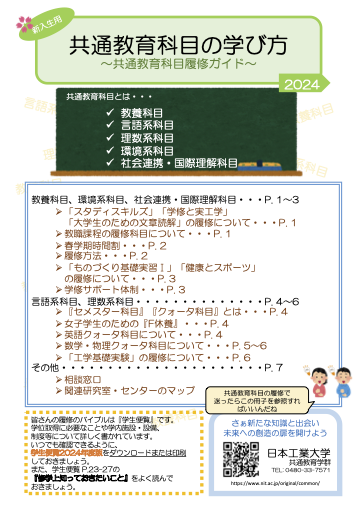 新入生用
共通教育科目の学び方
～共通教育科目履修ガイド～
2024
共通教育科目とは・・・
✓ 教養科目
✓ 言語系科目
✓ 理数系科目
✓ 環境系科目
✓ 社会連携・国際理解科目
教養科目、環境系科目、社会連携・国際理解科目・・・P. 1～3
➢「スタディスキルズ」「学修と実工学」
「大学生のための文章読解」の履修について・・・P. 1
➢教職課程の履修科目について・・・P. 1
➢春学期時間割・・・P. 2
➢履修方法・・・P. 2
➢「ものづくり基礎実習Ⅰ」「健康とスポーツ」
の履修について・・・P. 3
➢学修サポート体制・・・P. 3
言語系科目、理数系科目・・・・・・・・・・・・・・・P. 4～6
➢『セメスター科目』『クォータ科目』とは・・・P. 4
➢女子学生のための『F休養』・・・P. 4
➢英語クォータ科目について・・・P. 4
➢数学・物理クォータ科目について・・・P. 5～6
➢「工学基礎実験」の履修について・・・P. 6
その他・・・・・・・・・・・・・・・・・・・・・・・P. 7
➢相談窓口
➢関連研究室・センターのマップ
共通教育科目の履修で
迷ったらこの冊子を参照すれ
ばいいんだね
皆さんの履修のバイブルは『学生便覧』です。
学位取得に必要なことや学内施設・設備、
制度等について詳しく書かれています。
いつでも確認できるように、
学生便覧2024年度版をダウンロードまたは印刷
しておきましょう。
また、学生便覧 P.23-27の
『修学上知っておきたいこと』をよく読んで
おきましょう。
さぁ新たな知識と出会い
未来への創造の扉を開けよう
日本工業大学
共通教育学群
TEL：0480-33-7571
https://www.nit.ac.jp/original/common/